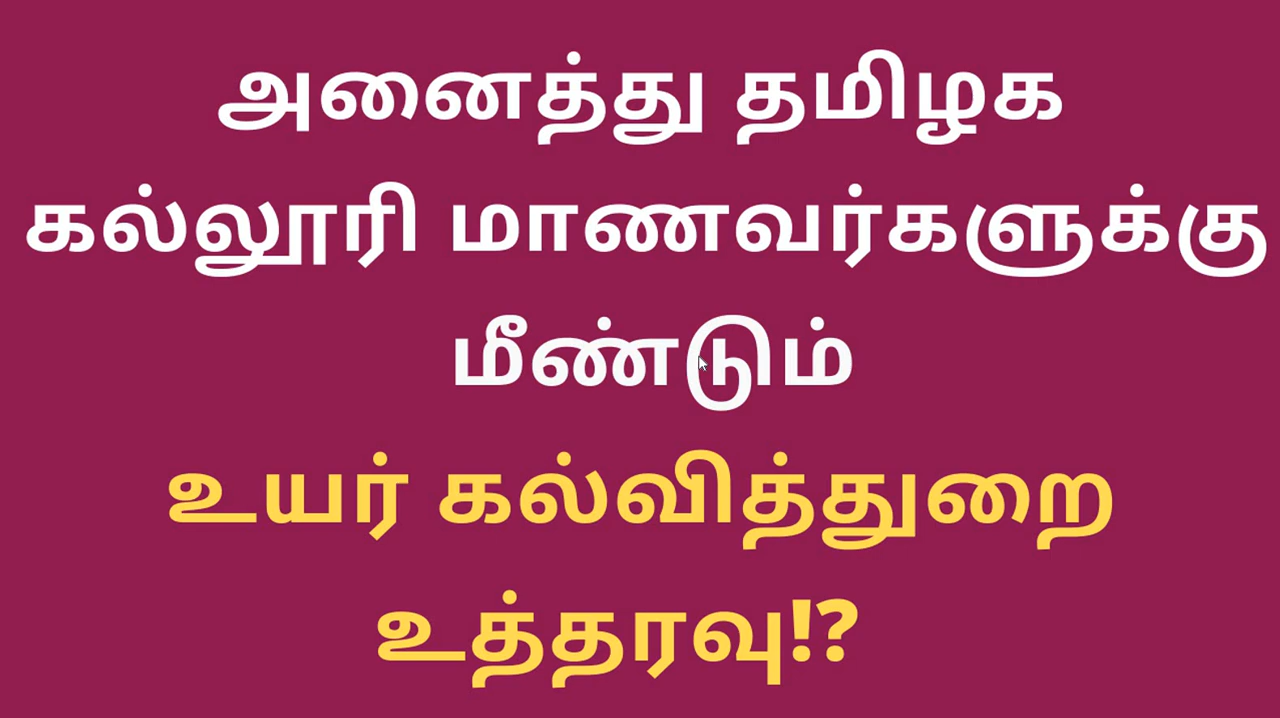 அனைத்து தமிழக
கல்லூரி மாணவர்களுக்கு
மீண்டும்
உயர் கல்வித்துறை
உத்தரவு!?